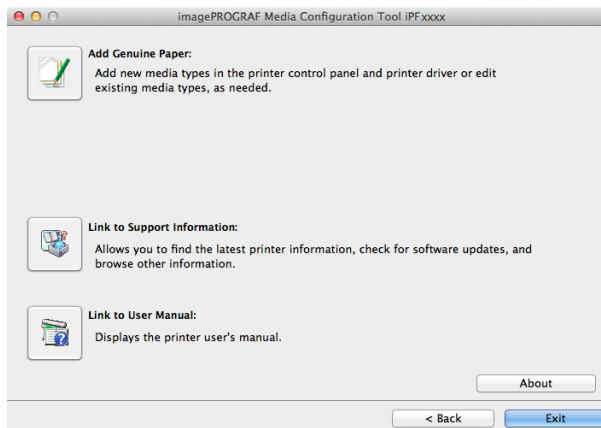 imagePROGRAF Media Configuration Tool iPFxxxx
Add Genuine Paper:
Add new media types in the printer control panel and printer driver or edit
existing media types, as needed.
Link to Support Information:
Allows you to find the latest printer information, check for software updates, and
browse other information.
Link to User Manual:
Displays the printer user's manual.
About
< Back Exit